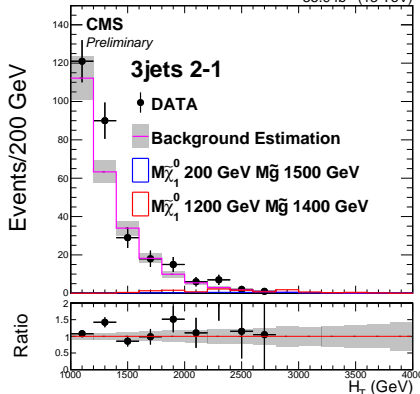 CMS
Preliminary
3jets 2-1
DATA
Background Estimation
Mχ̃⁰₁ 200 GeV Mg̃ 1500 GeV
Mχ̃⁰₁ 1200 GeV Mg̃ 1400 GeV
Events/200 GeV
140
120
100
80
60
40
20
0
Ratio
2
1.5
1
0.5
0
1000 1500 2000 2500 3000 3500 4000
H_T (GeV)